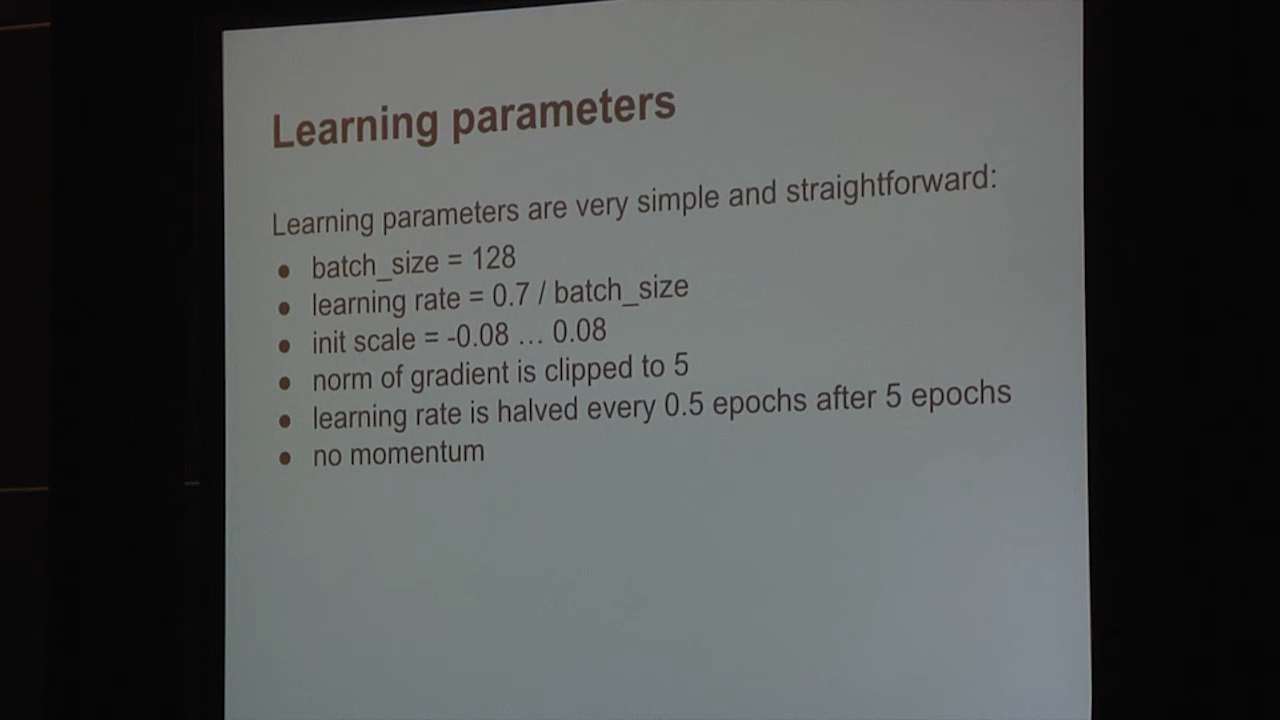 Learning parameters
Learning parameters are very simple and straightforward:
● batch_size = 128
● learning rate = 0.7 / batch_size
● init scale = -0.08 … 0.08
● norm of gradient is clipped to 5
● learning rate is halved every 0.5 epochs after 5 epochs
● no momentum